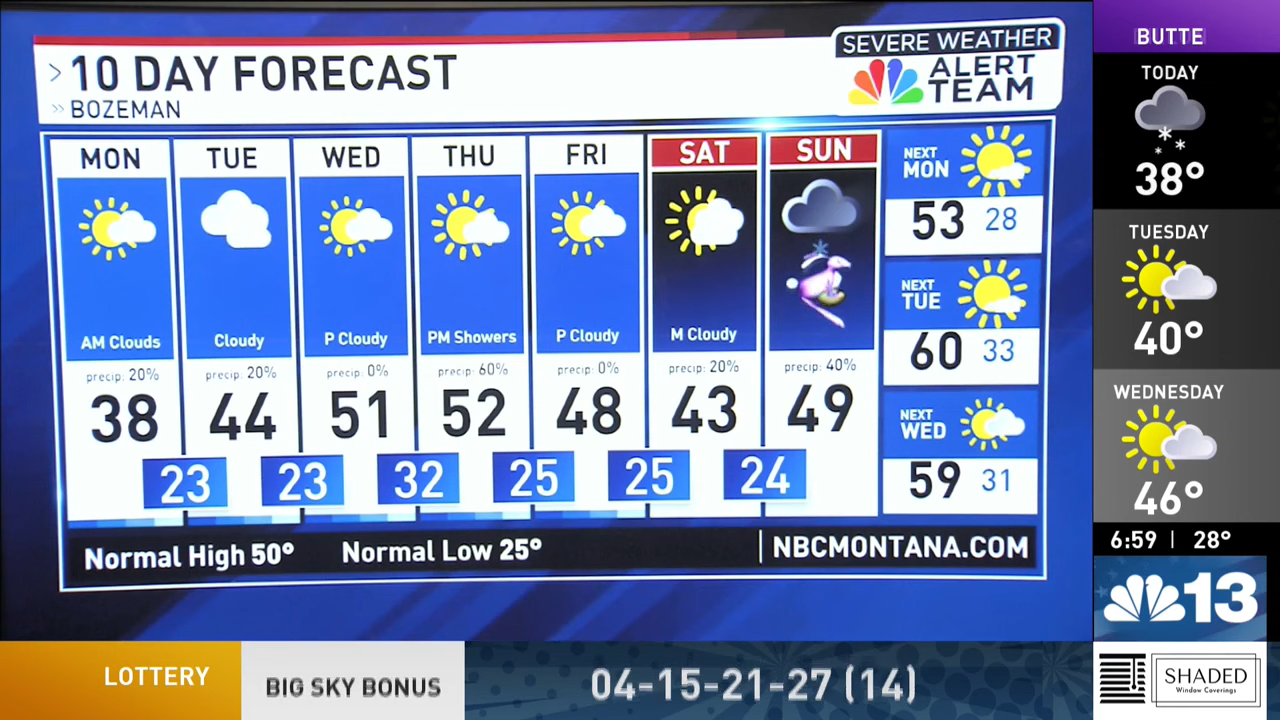 > 10 DAY FORECAST
» BOZEMAN
SEVERE WEATHER
ALERT
TEAM
MON
TUE
WED
THU
FRI
SAT
SUN
AM Clouds
Cloudy
P Cloudy
PM Showers
P Cloudy
M Cloudy
precip: 20%
precip: 20%
precip: 0%
precip: 60%
precip: 0%
precip: 20%
precip: 40%
38
44
51
52
48
43
49
23
23
32
25
25
24
NEXT
MON
53 28
NEXT
TUE
60 33
NEXT
WED
59 31
Normal High 50° Normal Low 25°
NBCMONTANA.COM
BUTTE
TODAY
38°
TUESDAY
40°
WEDNESDAY
46°
6:59 | 28°
13
LOTTERY
BIG SKY BONUS
04-15-21-27 (14)
SHADED
Window Coverings